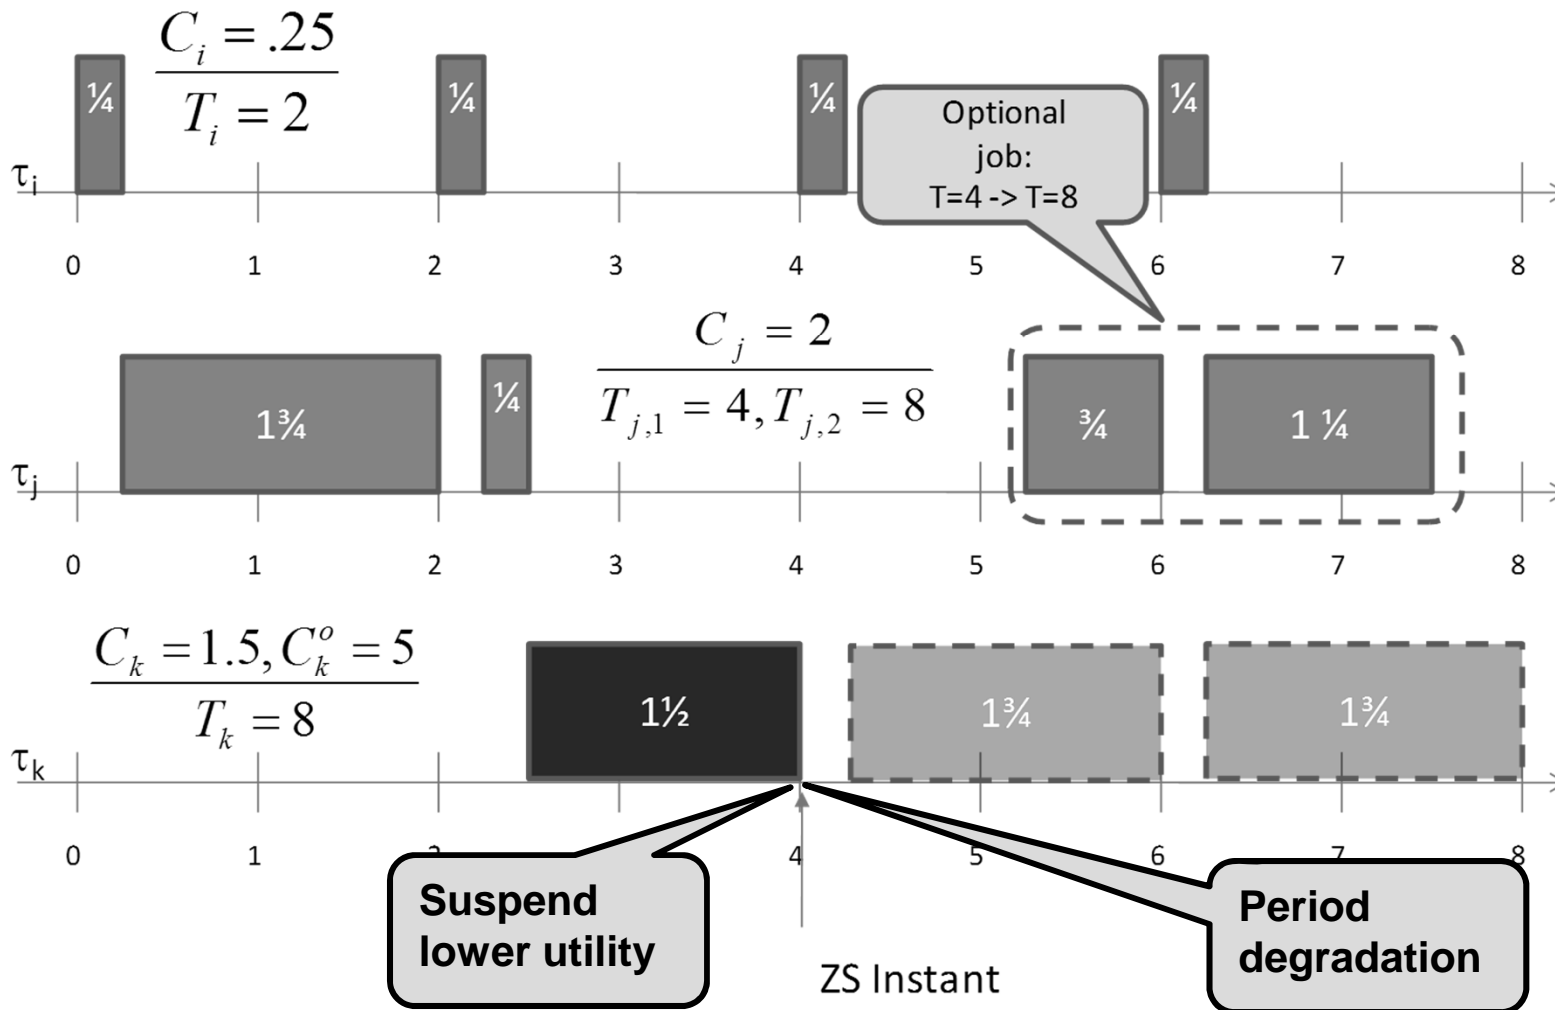 C_i = .25
T_i = 2
¼ ¼ ¼ ¼
Optional
job:
T=4 -> T=8
τ_i
0 1 2 3 4 5 6 7 8
C_j = 2
T_{j,1} = 4, T_{j,2} = 8
1¾ ¼ ¾ 1 ¼
τ_j
0 1 2 3 4 5 6 7 8
C_k = 1.5, C_k^o = 5
T_k = 8
1½ 1¾ 1¾
τ_k
0 1 4 5 6 8
Suspend
lower utility
Period
degradation
ZS Instant